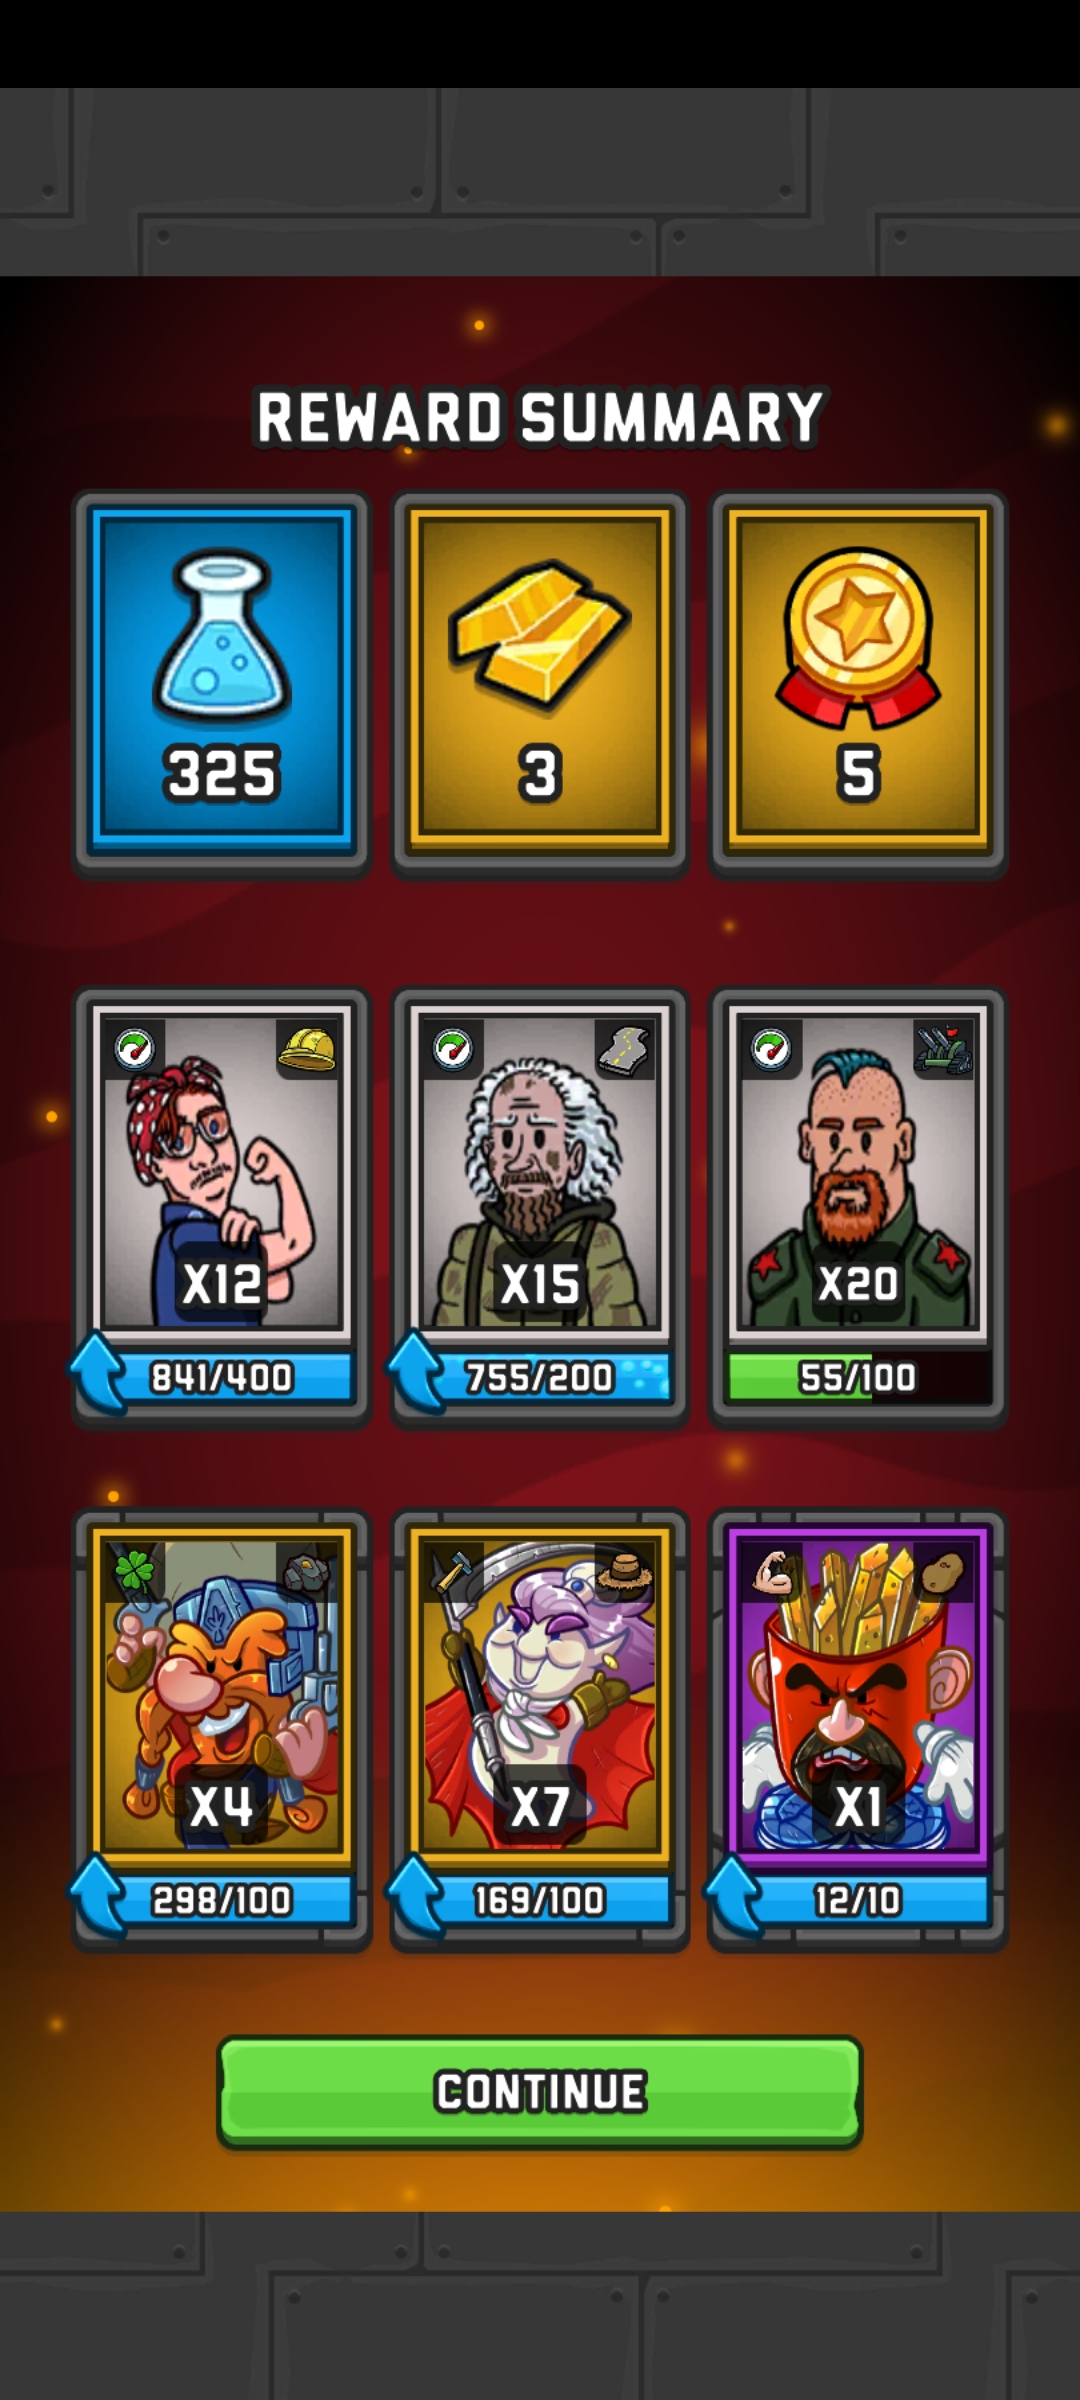 REWARD SUMMARY
325
3
5
X12
X15
X20
841/400
755/200
55/100
X4
X7
X1
298/100
169/100
12/10
CONTINUE